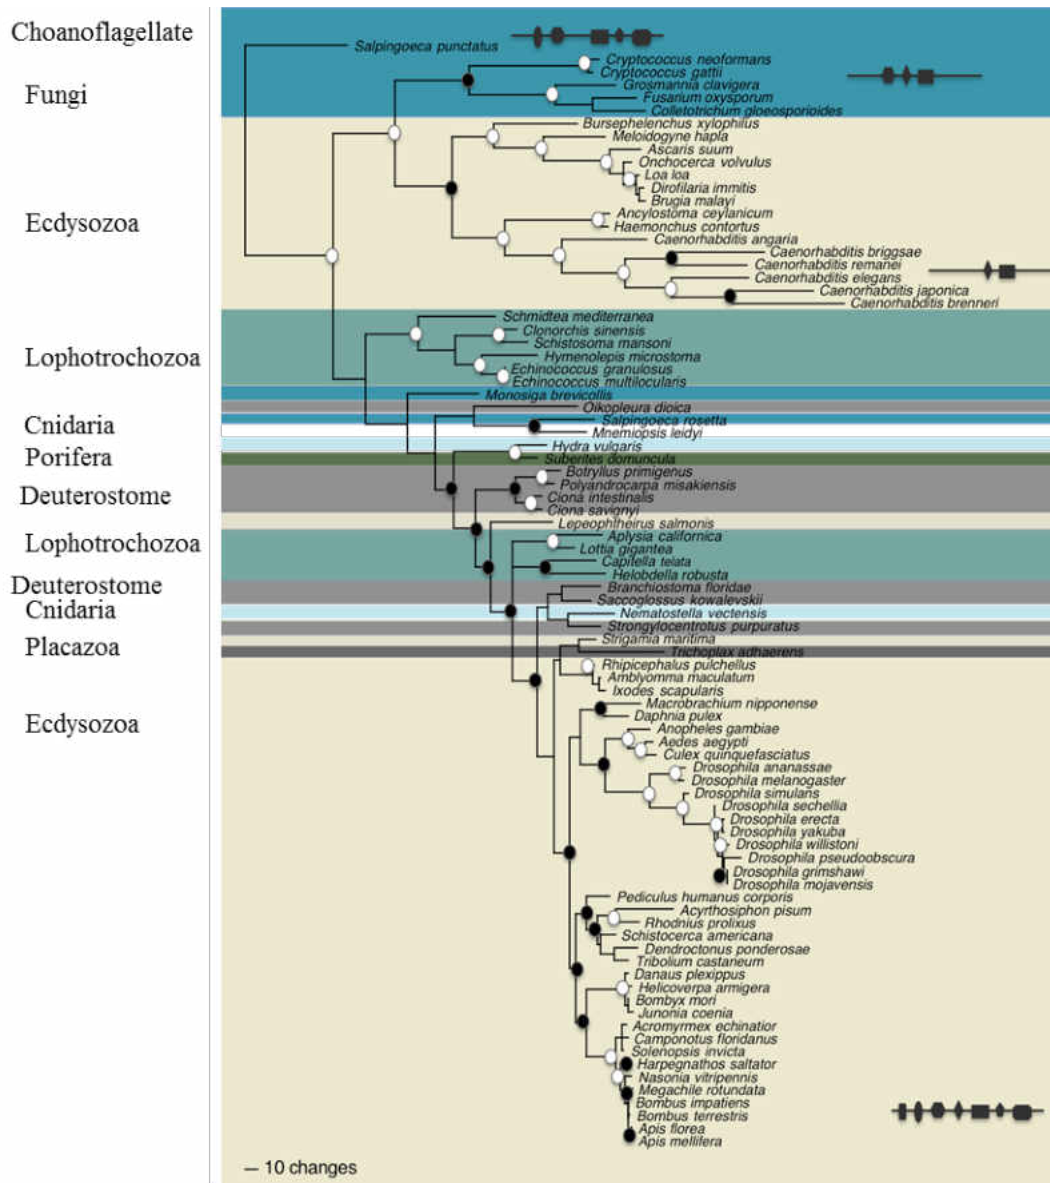 Choanoflagellate
Salpingoeca punctatus
Cryptococcus neoformans
Cryptococcus gattii
Fungi
Grosmannia clavigera
Fusarium oxysporum
Colletotrichum gloeosporioides
Bursephelenchus xylophilus
Meloidogyne hapla
Ascaris suum
Onchocerca volvulus
Loa loa
Dirofilaria immitis
Brugia malayi
Ancylostoma ceylanicum
Ecdysozoa
Haemonchus contortus
Caenorhabditis angaria
Caenorhabditis briggsae
Caenorhabditis remanei
Caenorhabditis elegans
Caenorhabditis japonica
Caenorhabditis brenneri
Schmidtea mediterranea
Clonorchis sinensis
Schistosoma mansoni
Lophotrochozoa
Hymenolepis microstoma
Echinococcus granulosus
Echinococcus multilocularis
Monosiga brevicollis
Oikopleura dioica
Salpingoeca rosetta
Cnidaria
Mnemiopsis leidyi
Hydra vulgaris
Porifera
Suberites domuncula
Botryllus primigenus
Polyandrocarpa misakiensis
Deuterostome
Ciona intestinalis
Ciona savignyi
Lepeophtheirus salmonis
Aplysia californica
Lophotrochozoa
Lottia gigantea
Capitella telata
Helobdella robusta
Deuterostome
Branchiostoma floridae
Saccoglossus kowalevskii
Cnidaria
Nematostella vectensis
Strongylocentrotus purpuratus
Strigamia maritima
Placazoa
Trichoplax adhaerens
Rhipicephalus pulchellus
Amblyomma maculatum
Ixodes scapularis
Macrobrachium nipponense
Daphnia pulex
Ecdysozoa
Anopheles gambiae
Aedes aegypti
Culex quinquefasciatus
Drosophila ananassae
Drosophila melanogaster
Drosophila simulans
Drosophila sechellia
Drosophila erecta
Drosophila yakuba
Drosophila willistoni
Drosophila pseudoobscura
Drosophila grimshawi
Drosophila mojavensis
Pediculus humanus corporis
Acyrthosiphon pisum
Rhodnius prolixus
Schistocerca americana
Dendroctonus ponderosae
Tribolium castaneum
Danaus plexippus
Helicoverpa armigera
Bombyx mori
Junonia coenia
Acromyrmex echinatior
Camponotus floridanus
Solenopsis invicta
Harpegnathos saltator
Nasonia vitripennis
Megachile rotundata
Bombus impatiens
Bombus terrestris
Apis florea
Apis mellifera
10 changes